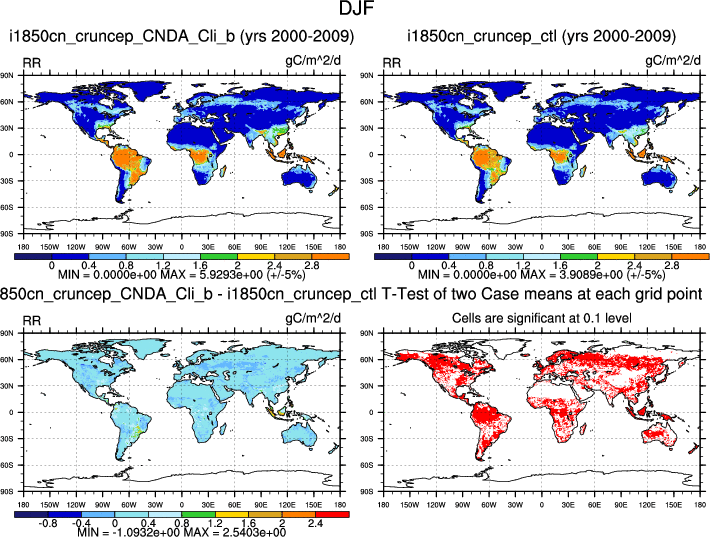 DJF
i1850cn_cruncep_CNDA_Cli_b (yrs 2000-2009)
i1850cn_cruncep_ctl (yrs 2000-2009)
RR gC/m^2/d
RR gC/m^2/d
90N
60N
30N
0
30S
60S
90S
180 150W 120W 90W 60W 30W 0 30E 60E 90E 120E 150E 180
0 0.4 0.8 1.2 1.6 2 2.4 2.8
MIN = 0.0000e+00 MAX = 5.9293e+00 (+/-5%)
90N
60N
30N
0
30S
60S
90S
180 150W 120W 90W 60W 30W 0 30E 60E 90E 120E 150E 180
0 0.4 0.8 1.2 1.6 2 2.4 2.8
MIN = 0.0000e+00 MAX = 3.9089e+00 (+/-5%)
850cn_cruncep_CNDA_Cli_b - i1850cn_cruncep_ctl
T-Test of two Case means at each grid point
RR gC/m^2/d
Cells are significant at 0.1 level
90N
60N
30N
0
30S
60S
90S
180 150W 120W 90W 60W 30W 0 30E 60E 90E 120E 150E 180
-0.8 -0.4 0 0.4 0.8 1.2 1.6 2 2.4
MIN = -1.0932e+00 MAX = 2.5403e+00
90N
60N
30N
0
30S
60S
90S
180 150W 120W 90W 60W 30W 0 30E 60E 90E 120E 150E 180